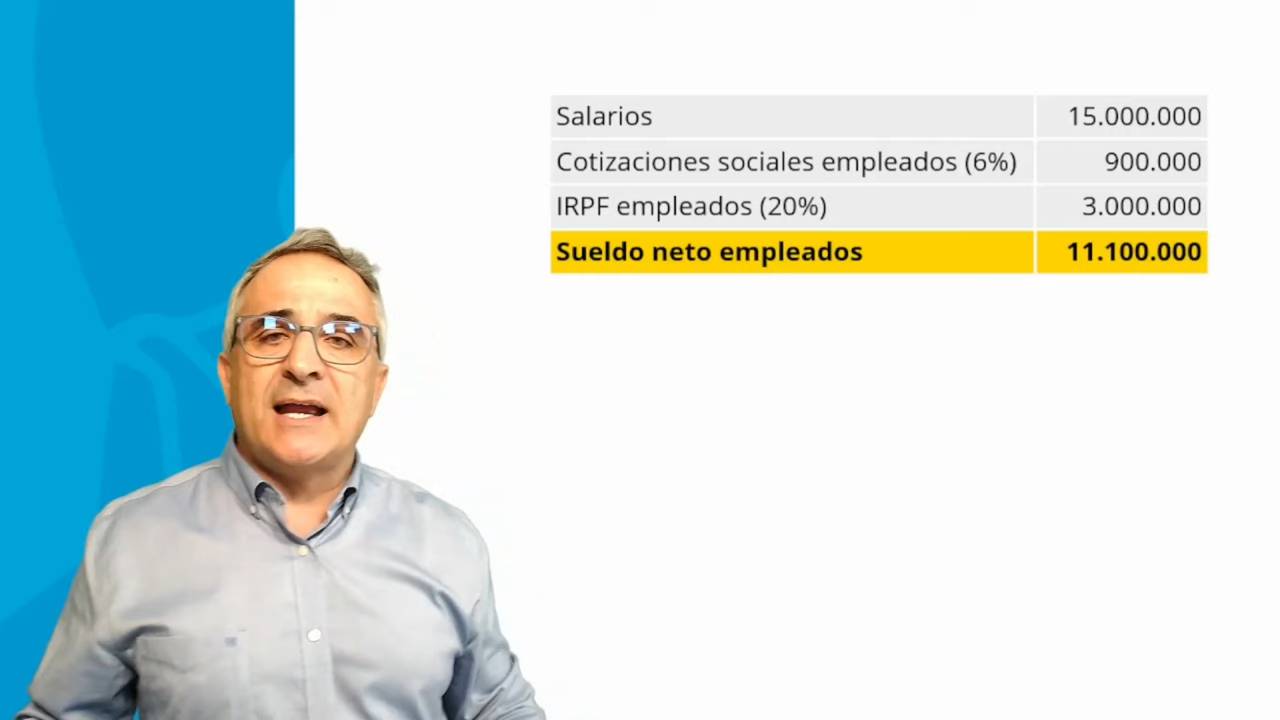 Salarios 15.000.000
Cotizaciones sociales empleados (6%) 900.000
IRPF empleados (20%) 3.000.000
Sueldo neto empleados 11.100.000